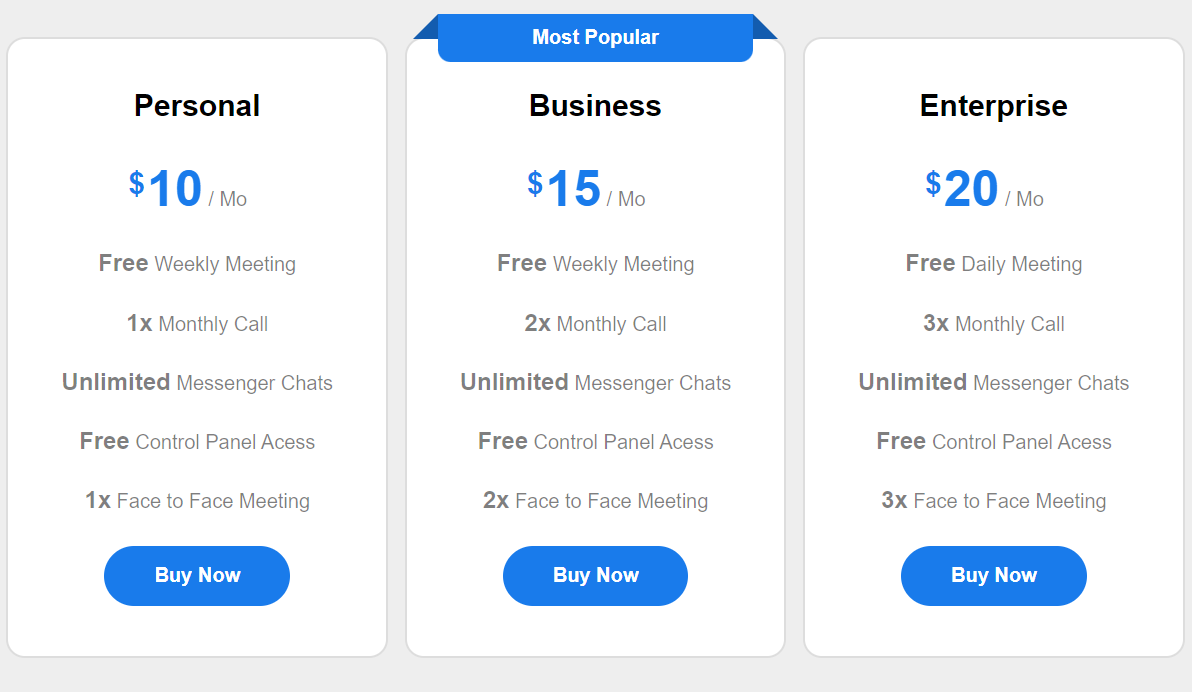 Most Popular
Personal
$10 / Mo
Free Weekly Meeting
1x Monthly Call
Unlimited Messenger Chats
Free Control Panel Acess
1x Face to Face Meeting
Buy Now
Business
$15 / Mo
Free Weekly Meeting
2x Monthly Call
Unlimited Messenger Chats
Free Control Panel Acess
2x Face to Face Meeting
Buy Now
Enterprise
$20 / Mo
Free Daily Meeting
3x Monthly Call
Unlimited Messenger Chats
Free Control Panel Acess
3x Face to Face Meeting
Buy Now